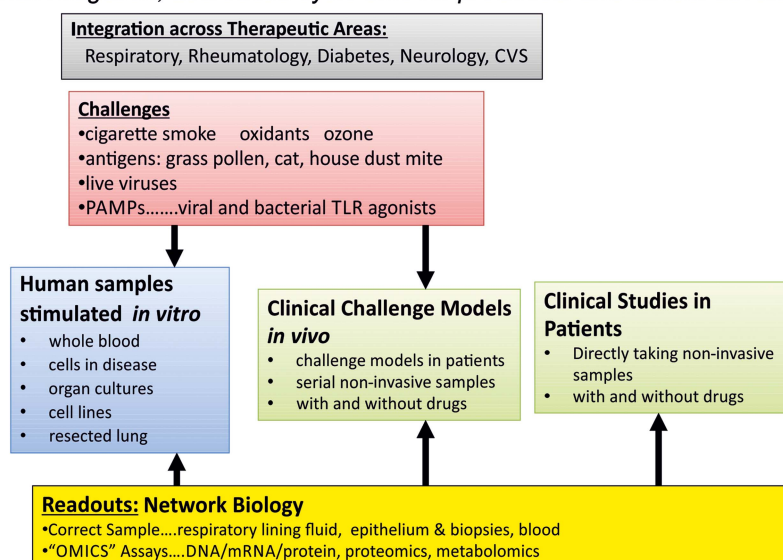 Integration across Therapeutic Areas:
Respiratory, Rheumatology, Diabetes, Neurology, CVS
Challenges
•cigarette smoke oxidants ozone
•antigens: grass pollen, cat, house dust mite
•live viruses
•PAMPs…….viral and bacterial TLR agonists
Human samples
stimulated in vitro
• whole blood
• cells in disease
• organ cultures
• cell lines
• resected lung
Clinical Challenge Models
in vivo
• challenge models in patients
• serial non-invasive samples
• with and without drugs
Clinical Studies in
Patients
• Directly taking non-invasive
samples
• with and without drugs
Readouts: Network Biology
•Correct Sample….respiratory lining fluid, epithelium & biopsies, blood
•“OMICS” Assays….DNA/mRNA/protein, proteomics, metabolomics